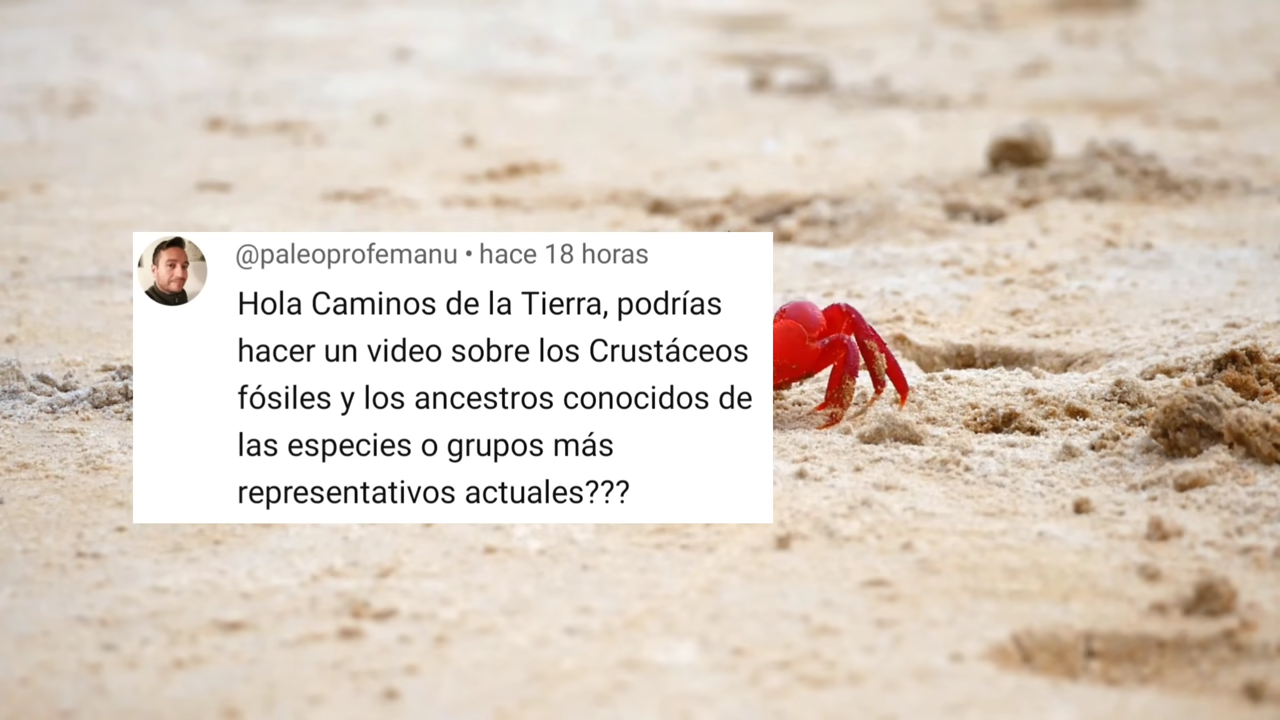 @paleoprofemanu • hace 18 horas
Hola Caminos de la Tierra, podrías
hacer un video sobre los Crustáceos
fósiles y los ancestros conocidos de
las especies o grupos más
representativos actuales???